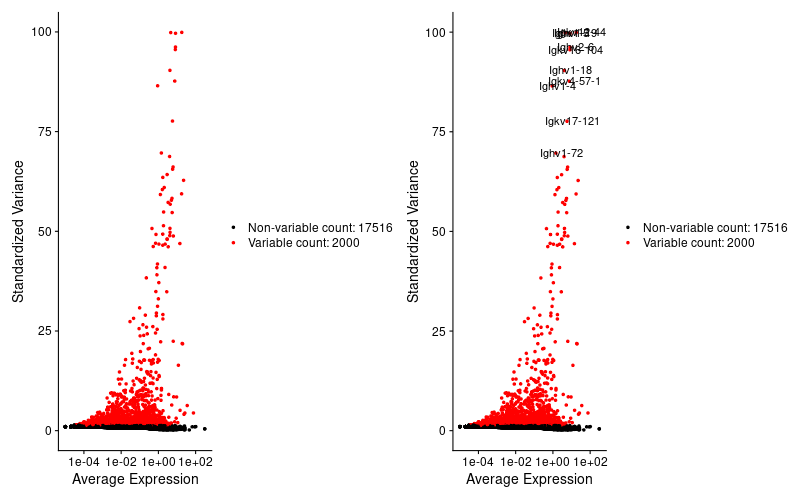 100
75
50
25
0
Standardized Variance
1e-04 1e-02 1e+00 1e+02
Average Expression
Non-variable count: 17516
Variable count: 2000
100
75
50
25
0
Standardized Variance
Ighv2-6
Ighv1-18
Igkv4-57-1
Ighv1-4
Igkv17-121
Ighv1-72
1e-04 1e-02 1e+00 1e+02
Average Expression
Non-variable count: 17516
Variable count: 2000